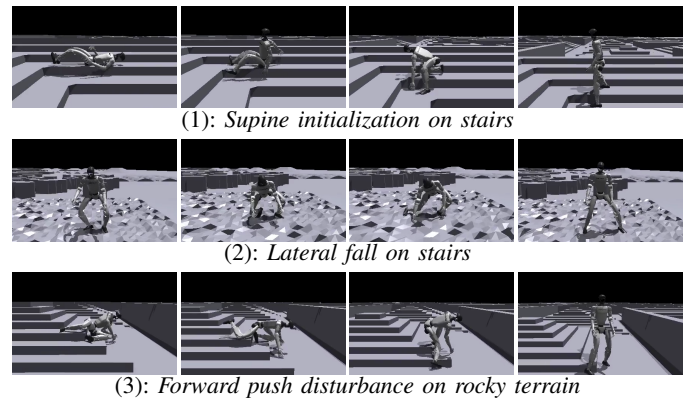 (1): Supine initialization on stairs
(2): Lateral fall on stairs
(3): Forward push disturbance on rocky terrain